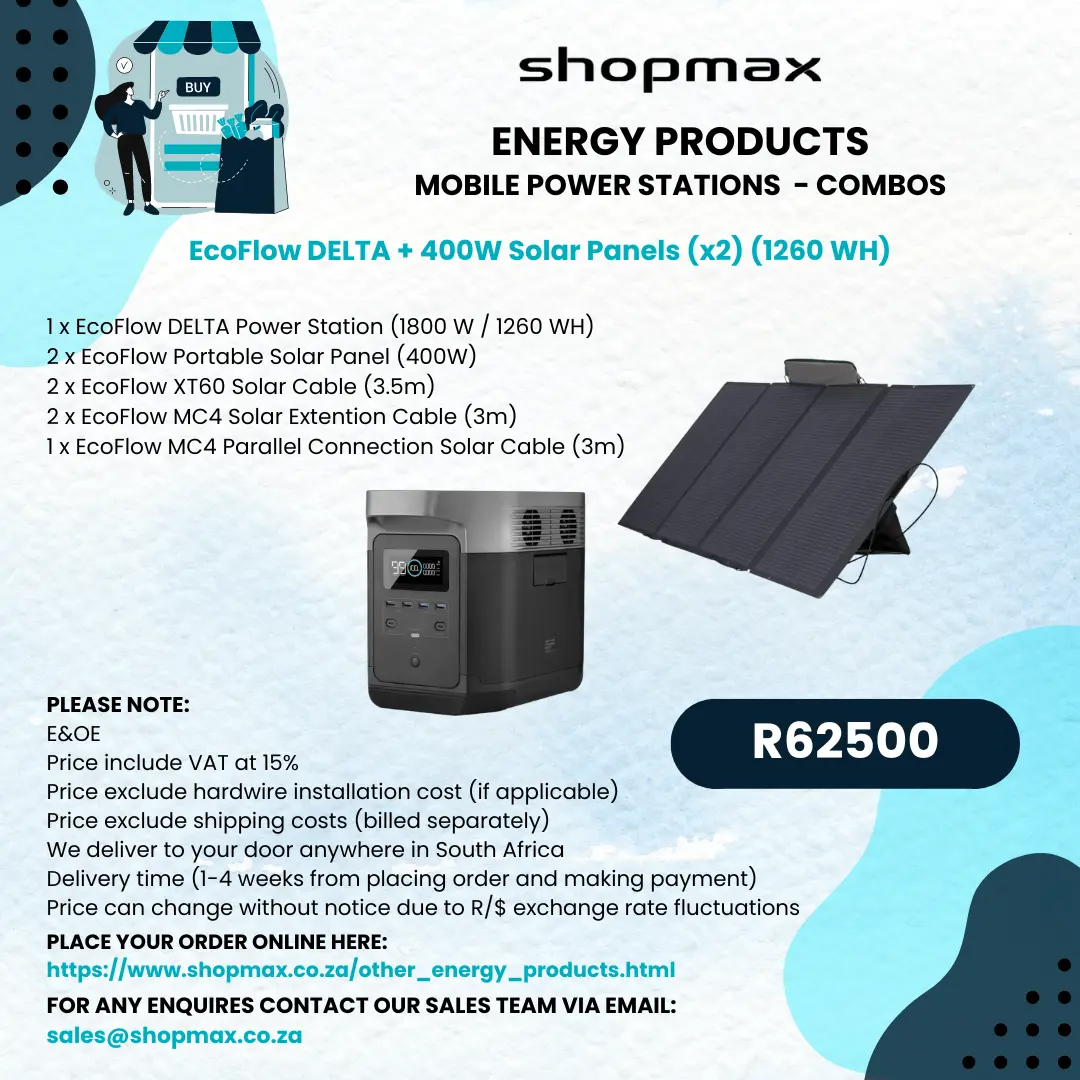 BUY
shopmax
ENERGY PRODUCTS
MOBILE POWER STATIONS - COMBOS
EcoFlow DELTA + 400W Solar Panels (x2) (1260 WH)
1 x EcoFlow DELTA Power Station (1800 W / 1260 WH)
2 x EcoFlow Portable Solar Panel (400W)
2 x EcoFlow XT60 Solar Cable (3.5m)
2 x EcoFlow MC4 Solar Extention Cable (3m)
1 x EcoFlow MC4 Parallel Connection Solar Cable (3m)
PLEASE NOTE:
E&OE
Price include VAT at 15%
Price exclude hardwire installation cost (if applicable)
Price exclude shipping costs (billed separately)
We deliver to your door anywhere in South Africa
Delivery time (1-4 weeks from placing order and making payment)
Price can change without notice due to R/$ exchange rate fluctuations
R62500
PLACE YOUR ORDER ONLINE HERE:
https://www.shopmax.co.za/other_energy_products.html
FOR ANY ENQUIRES CONTACT OUR SALES TEAM VIA EMAIL:
sales@shopmax.co.za